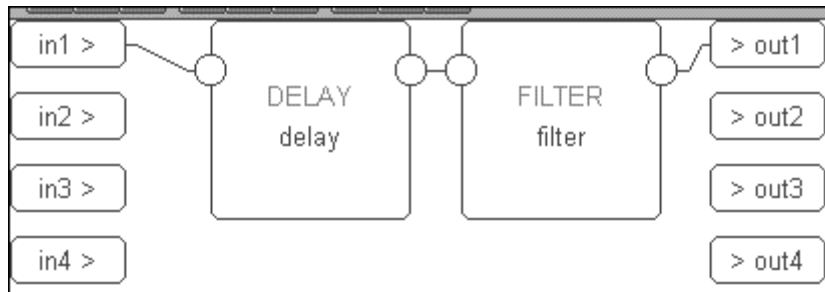 in1 >
DELAY
delay
FILTER
filter
> out1
in2 >
> out2
in3 >
> out3
in4 >
> out4